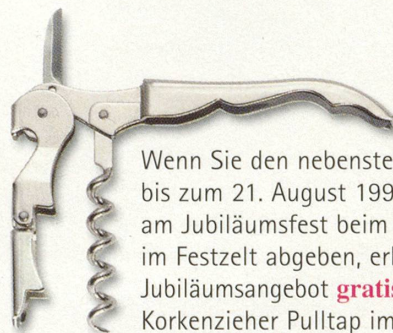 Wenn Sie den nebenste
bis zum 21. August 199
am Jubiläumsfest beim
im Festzelt abgeben, er
Jubiläumsangebot gratis
Korkenzieher Pulltap im